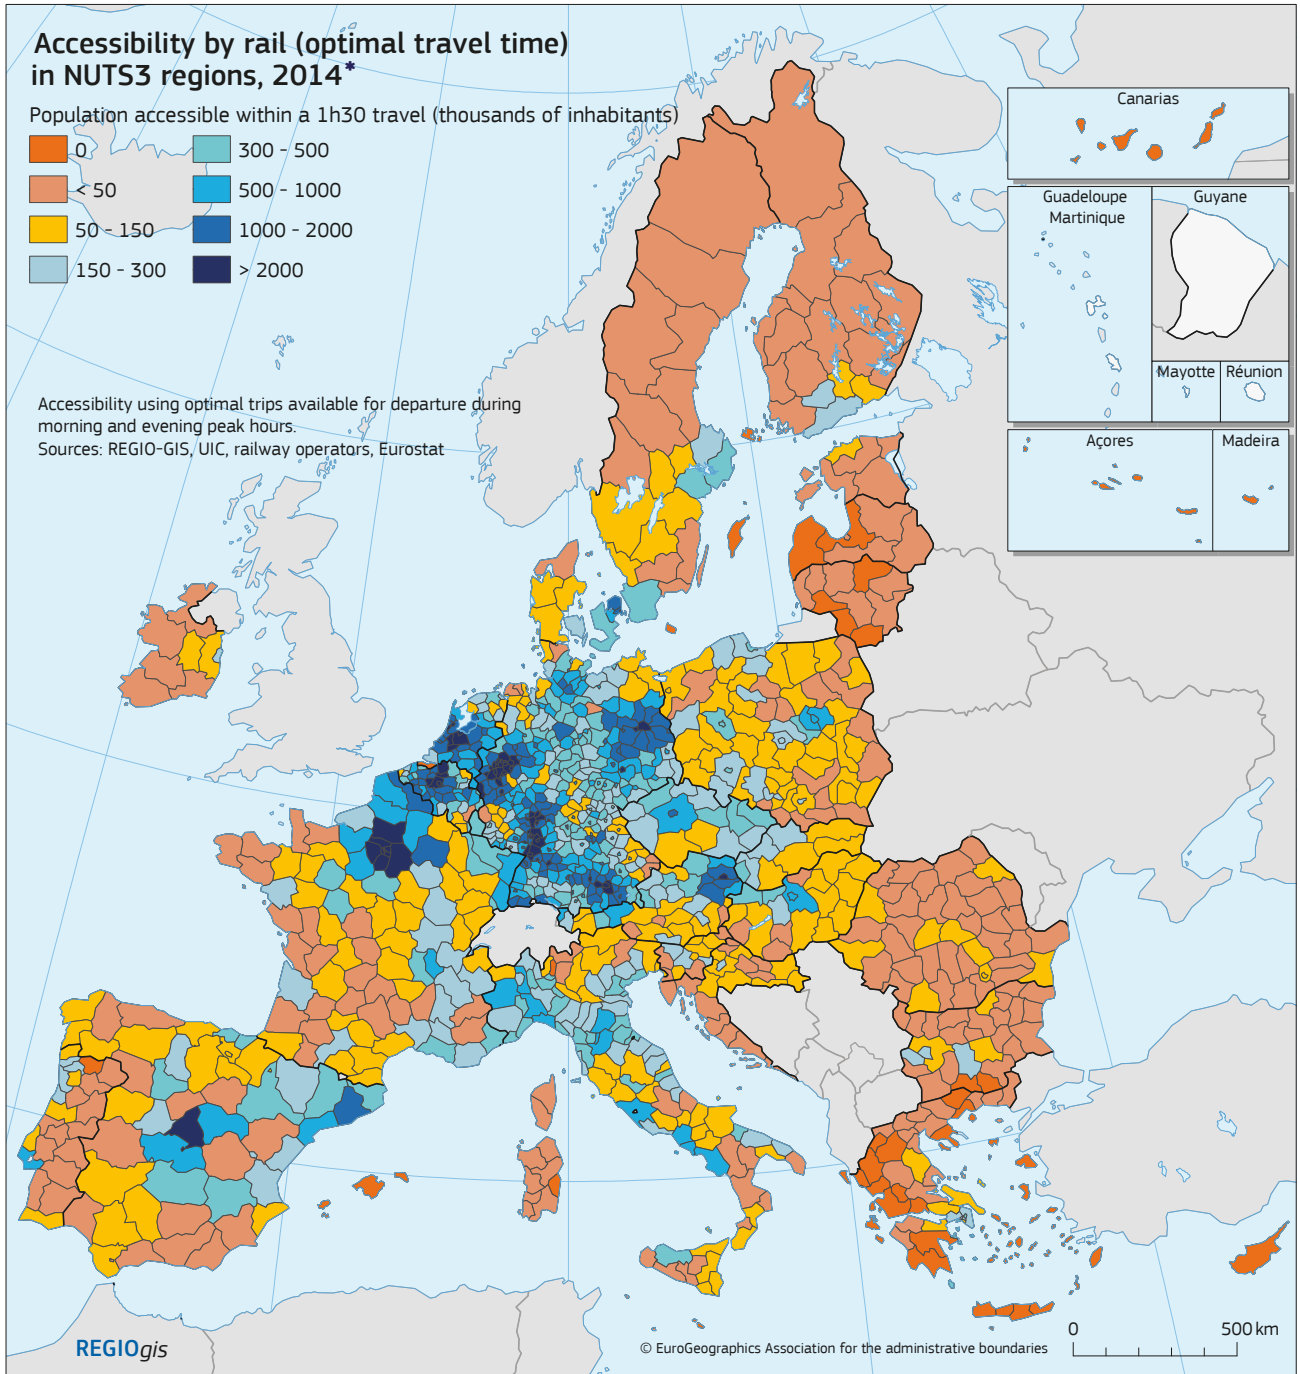 Accessibility by rail (optimal travel time)
in NUTS3 regions, 2014*
Population accessible within a 1h30 travel (thousands of inhabitants)
0
< 50
50 - 150
150 - 300
300 - 500
500 - 1000
1000 - 2000
> 2000
Accessibility using optimal trips available for departure during
morning and evening peak hours.
Sources: REGIO-GIS, UIC, railway operators, Eurostat
Canarias
Guadeloupe
Martinique
Guyane
Mayotte
Réunion
Açores
Madeira
REGIOgis
© EuroGeographics Association for the administrative boundaries
0
500 km